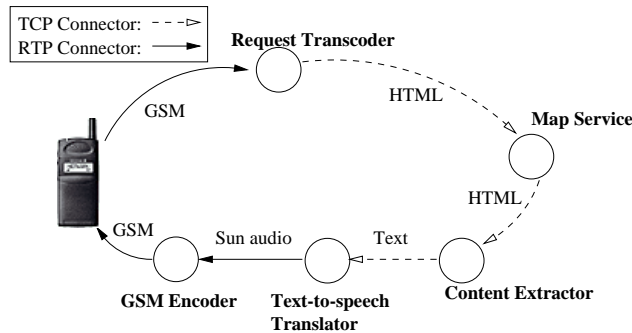 TCP Connector:
RTP Connector:
Request Transcoder
GSM
HTML
Map Service
HTML
GSM
Sun audio
Text
GSM Encoder
Text-to-speech
Translator
Content Extractor